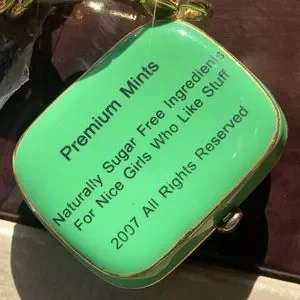 Premium Mints
Naturally Sugar Free Ingredients
For Nice Girls Who Like Stuff
2007 All Rights Reserved